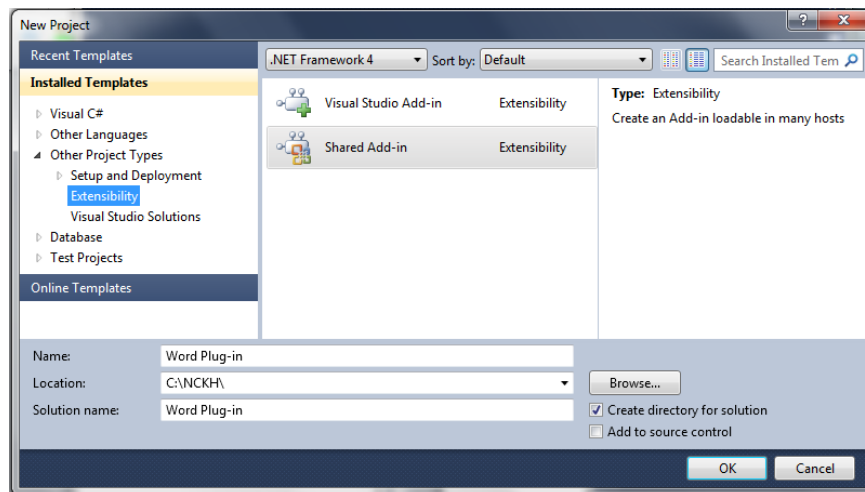 New Project
Recent Templates
Installed Templates
Visual C#
Other Languages
Other Project Types
Setup and Deployment
Extensibility
Visual Studio Solutions
Database
Test Projects
Online Templates
.NET Framework 4 Sort by: Default Search Installed Tem
Visual Studio Add-in Extensibility
Shared Add-in Extensibility
Type: Extensibility
Create an Add-in loadable in many hosts
Name: Word Plug-in
Location: C:\NCKH\ Browse...
Solution name: Word Plug-in
Create directory for solution
Add to source control
OK Cancel